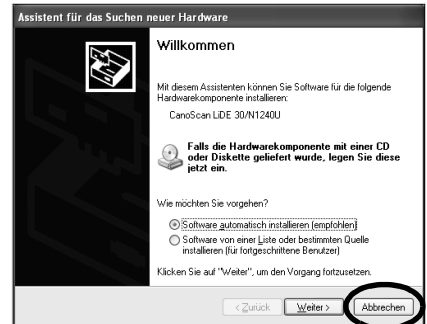 Assistent für das Suchen neuer Hardware
Willkommen
Mit diesem Assistenten können Sie Software für die folgende
Hardwarekomponente installieren:
CanoScan LiDE 30/N1240U
Falls die Hardwarekomponente mit einer CD
oder Diskette geliefert wurde, legen Sie diese
jetzt ein.
Wie möchten Sie vorgehen?
Software automatisch installieren (empfohlen)
Software von einer Liste oder bestimmten Quelle
installieren (für fortgeschrittene Benutzer)
Klicken Sie auf "Weiter", um den Vorgang fortzusetzen.
< Zurück Weiter > Abbrechen